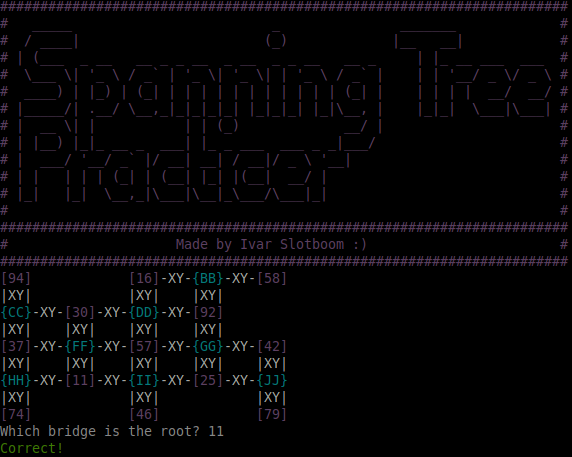 Spanning Tree
Practicer
Made by Ivar Slotboom :)
[94] [16]-XY-{BB}-XY-[58]
|XY| |XY| |XY|
{CC}-XY-[30]-XY-{DD}-XY-[92]
|XY| |XY| |XY| |XY|
[37]-XY-{FF}-XY-[57]-XY-{GG}-XY-[42]
|XY| |XY| |XY| |XY| |XY|
{HH}-XY-[11]-XY-{II}-XY-[25]-XY-{JJ}
|XY| |XY| |XY|
[74] [46] [79]
Which bridge is the root? 11
Correct!